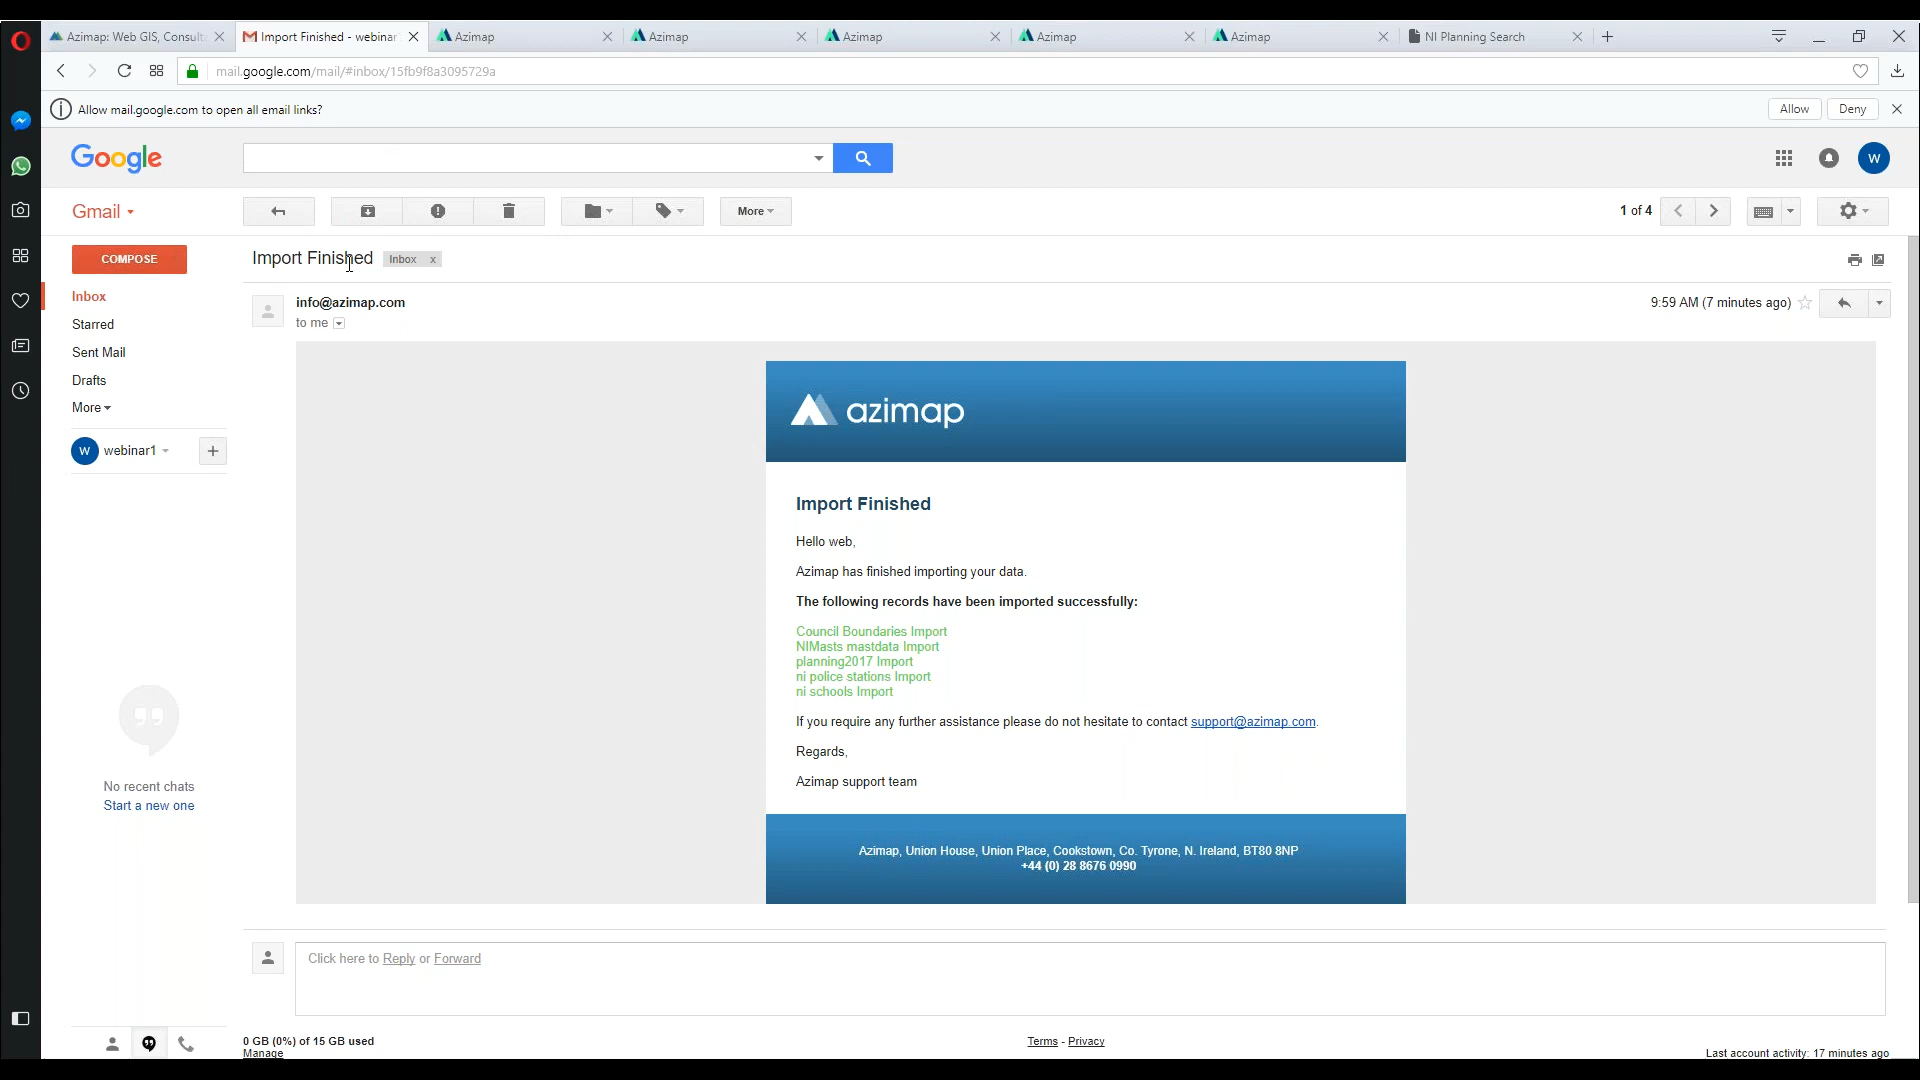 Azimap: Web GIS, Consult
Import Finished - webinar
Azimap
Azimap
Azimap
Azimap
Azimap
NI Planning Search
mail.google.com/mail/#inbox/15fb9f8a3095729a
Allow mail.google.com to open all email links?
Allow
Deny
Google
W
Gmail
More
1 of 4
COMPOSE
Import Finished
Inbox x
Inbox
Starred
Sent Mail
Drafts
More
W webinar1
info@azimap.com
to me
9:59 AM (7 minutes ago)
azimap
Import Finished
Hello web,
Azimap has finished importing your data.
The following records have been imported successfully:
Council Boundaries Import
NIMasts mastdata Import
planning2017 Import
ni police stations Import
ni schools Import
If you require any further assistance please do not hesitate to contact support@azimap.com.
Regards,
Azimap support team
Azimap, Union House, Union Place, Cookstown, Co. Tyrone, N. Ireland, BT80 8NP
+44 (0) 28 8676 0990
No recent chats
Start a new one
Click here to Reply or Forward
0 GB (0%) of 15 GB used
Manage
Terms - Privacy
Last account activity: 17 minutes ago